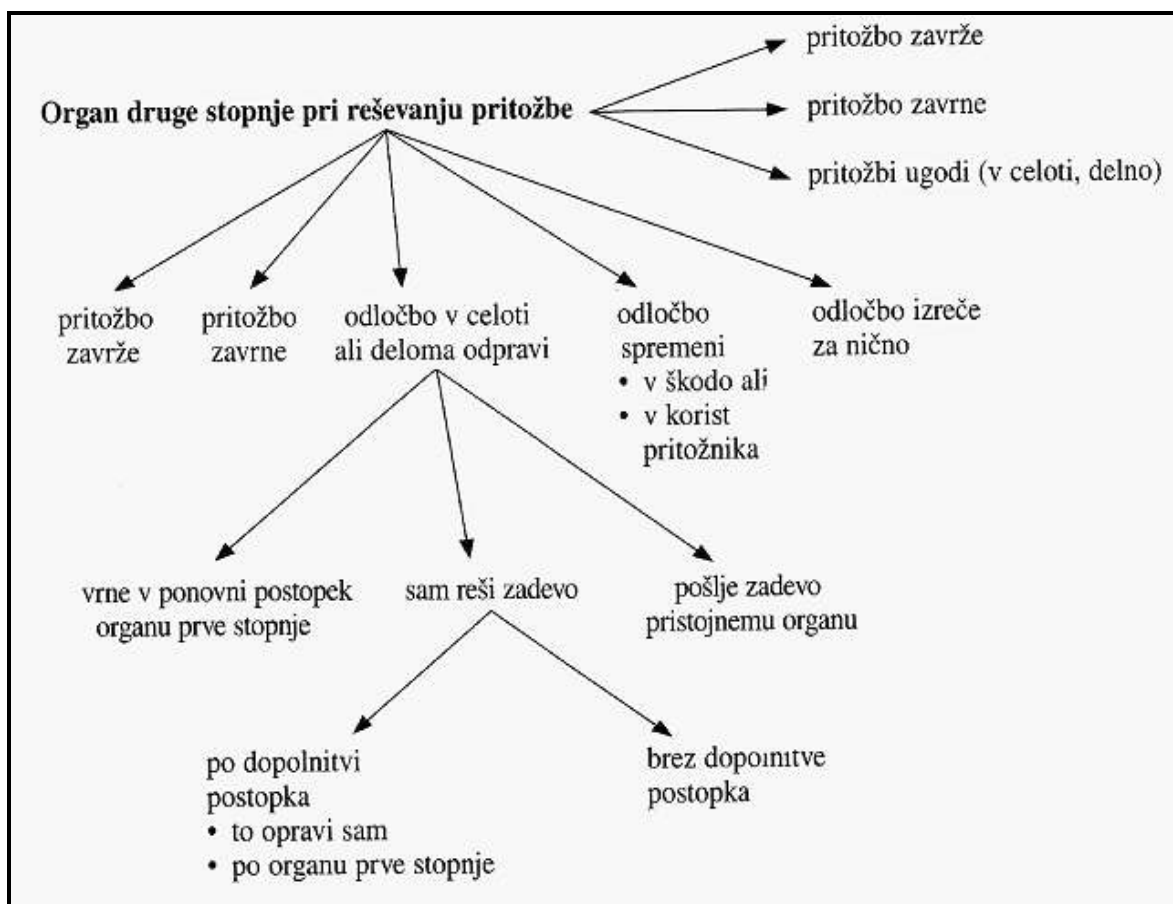 pritožbo zavrže
Organ druge stopnje pri reševanju pritožbe
pritožbo zavrne
pritožbi ugodi (v celoti, delno)
pritožbo
zavrže
pritožbo
zavrne
odločbo v celoti
ali deloma odpravi
odločbo
spremeni
• v škodo ali
• v korist
pritožnika
odločbo izreče
za nično
vrne v ponovni postopek
organu prve stopnje
sam reši zadevo
pošlje zadevo
pristojnemu organu
po dopolnitvi
postopka
• to opravi sam
• po organu prve stopnje
brez dopolnitve
postopka